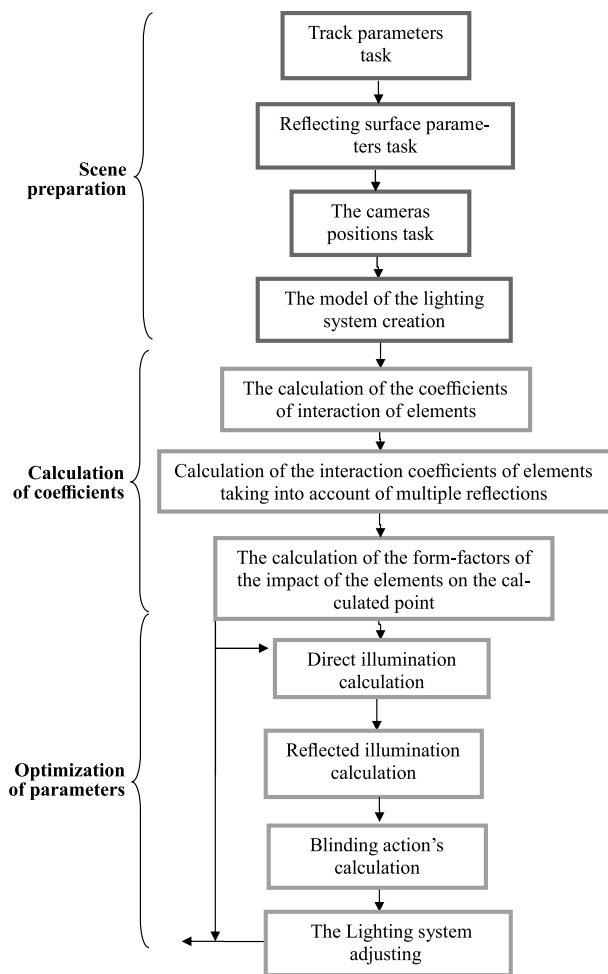 Track parameters
task
Reflecting surface parame-
ters task
Scene
preparation
The cameras
positions task
The model of the lighting
system creation
The calculation of the coefficients
of interaction of elements
Calculation
of coefficients
Calculation of the interaction coefficients of elements
taking into account of multiple reflections
The calculation of the form-factors of
the impact of the elements on the cal-
culated point
Direct illumination
calculation
Reflected illumination
calculation
Optimization
of parameters
Blinding action's
calculation
The Lighting system
adjusting